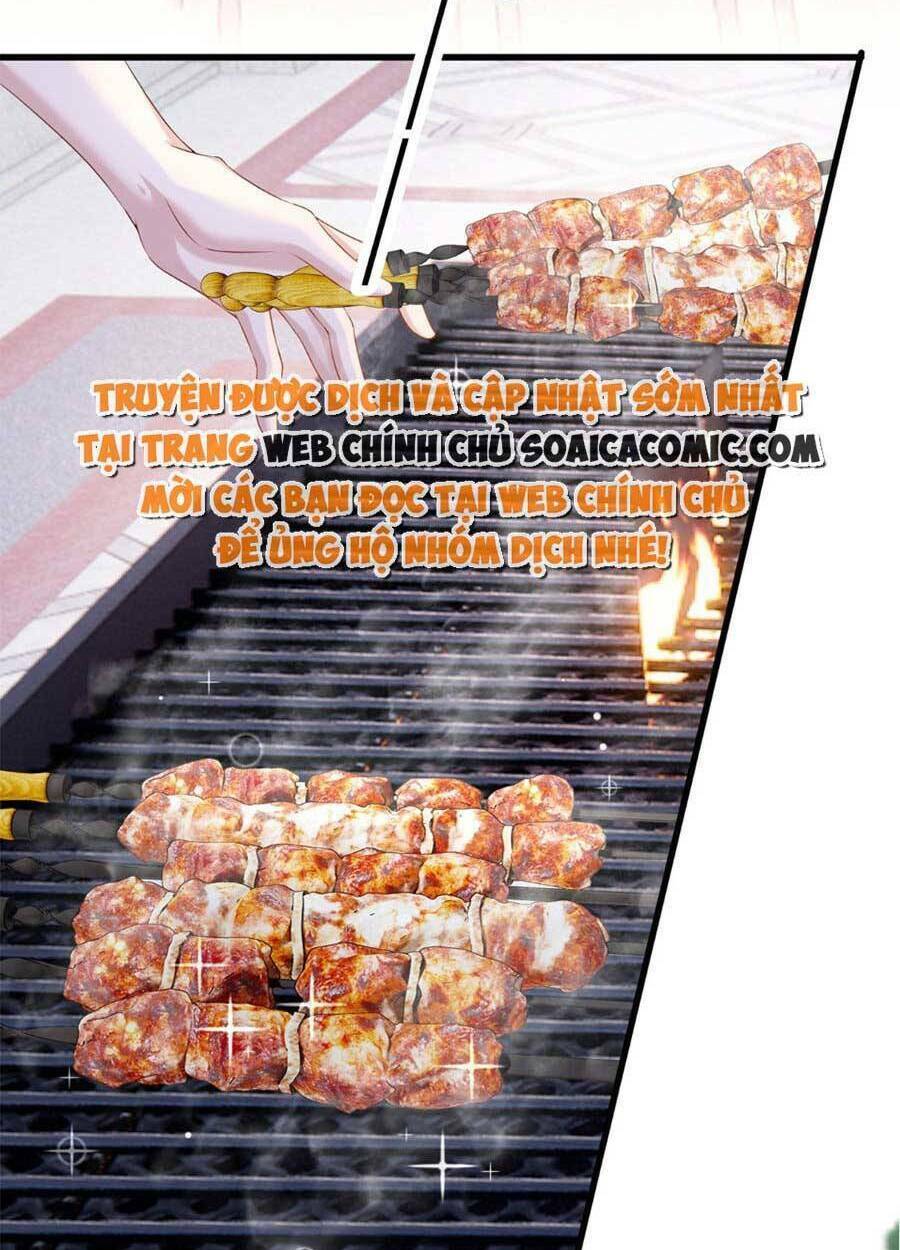 TRUYỆN ĐƯỢC DỊCH VÀ CẬP NHẬT SỚM NHẤT
TẠI TRANG WEB CHÍNH CHỦ SOAICACOMIC.COM
MỜI CÁC BẠN ĐỌC TẠI WEB CHÍNH CHỦ
ĐỂ ỦNG HỘ NHÓM DỊCH NHÉ!